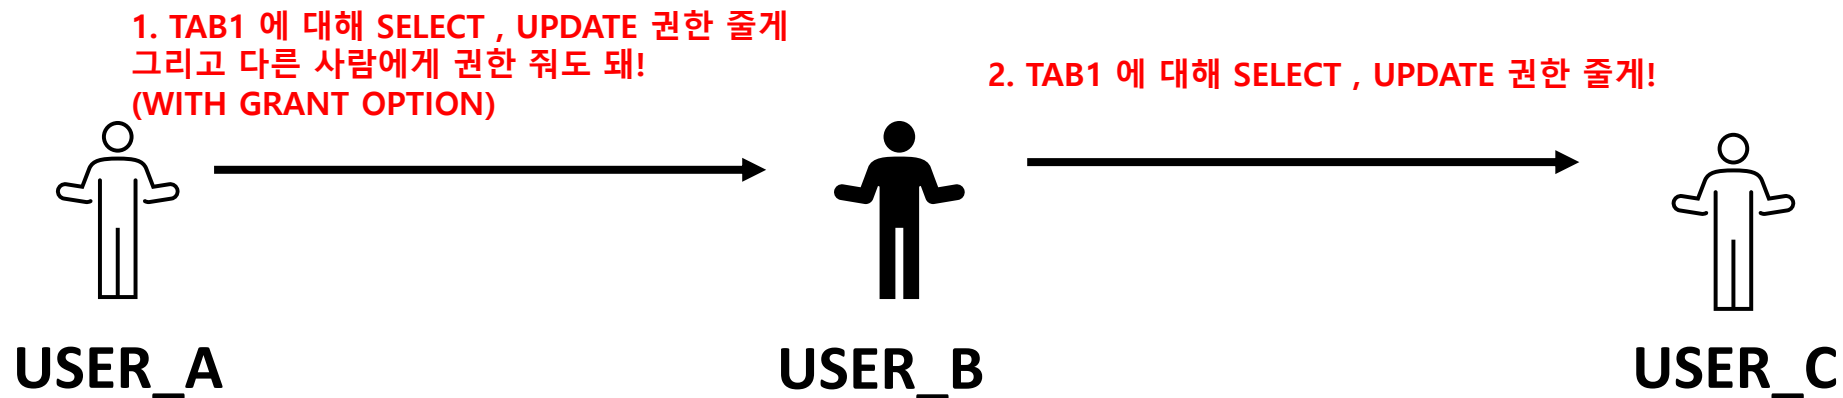 1. TAB1 에 대해 SELECT , UPDATE 권한 줄게
그리고 다른 사람에게 권한 줘도 돼!
(WITH GRANT OPTION)
2. TAB1 에 대해 SELECT , UPDATE 권한 줄게!
USER_A
USER_B
USER_C